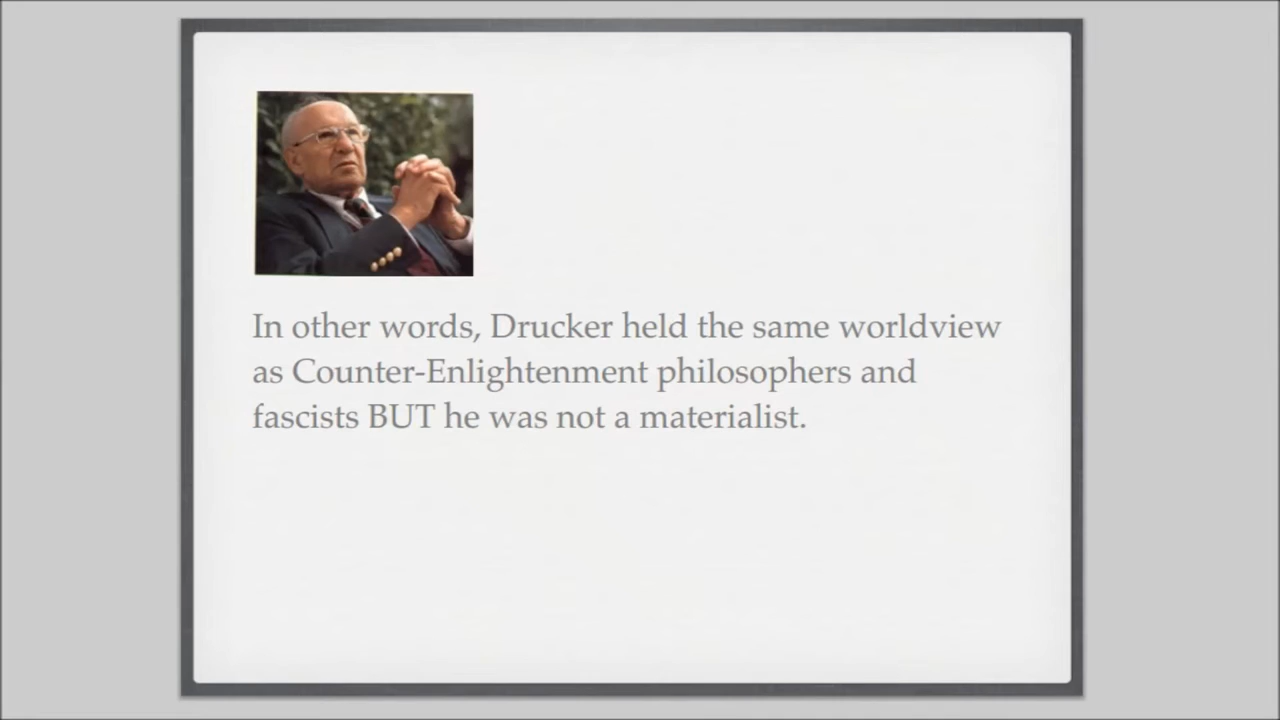 In other words, Drucker held the same worldview
as Counter-Enlightenment philosophers and
fascists BUT he was not a materialist.